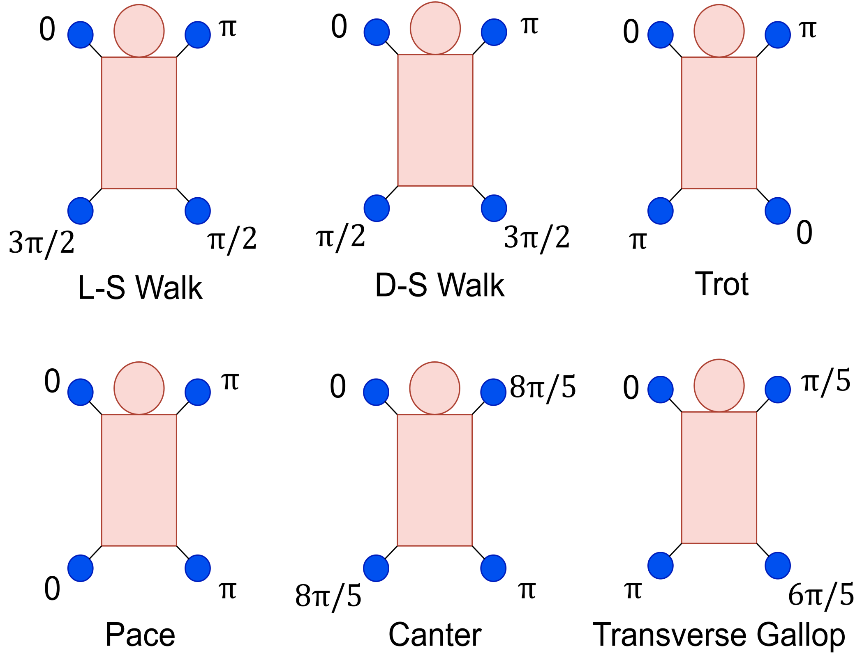 0 π 0 π 0 π
3π/2 π/2 π/2 3π/2 π 0
L-S Walk D-S Walk Trot
0 π 0 8π/5 0 π/5
0 π 8π/5 π π 6π/5
Pace Canter Transverse Gallop